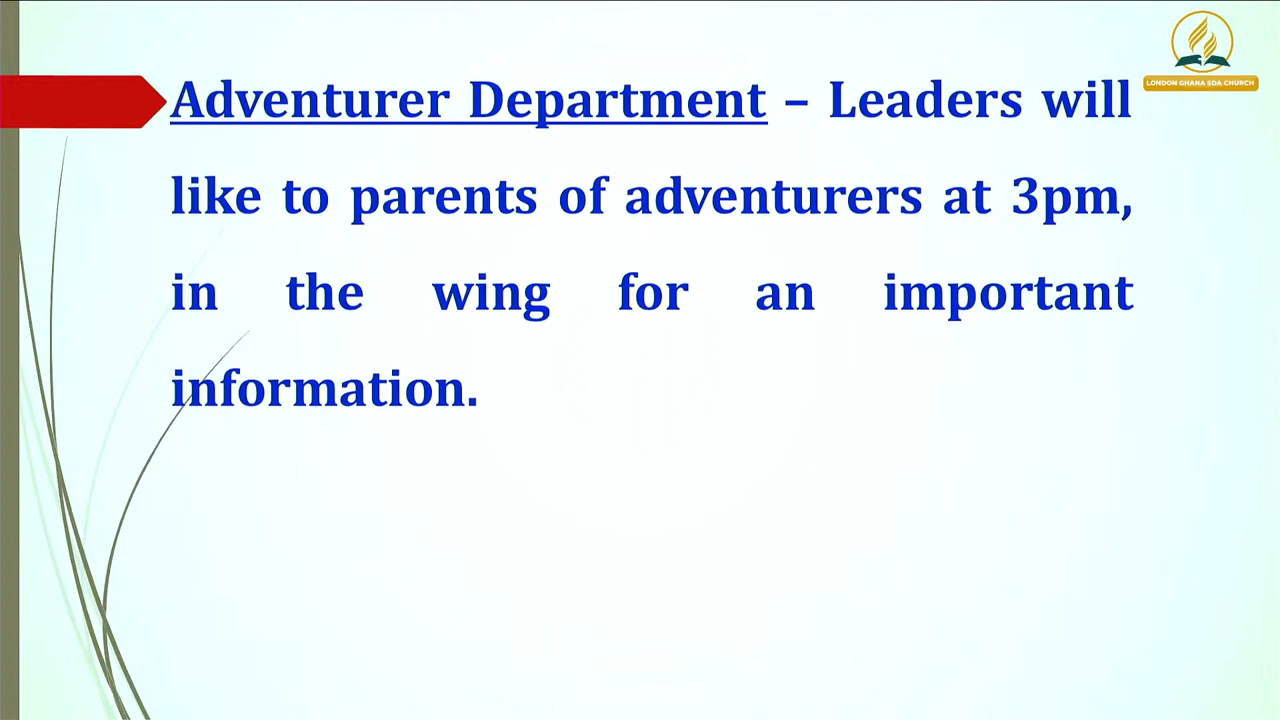 LONDON GHANA SDA CHURCH
Adventurer Department – Leaders will
like to parents of adventurers at 3pm,
in the wing for an important
information.